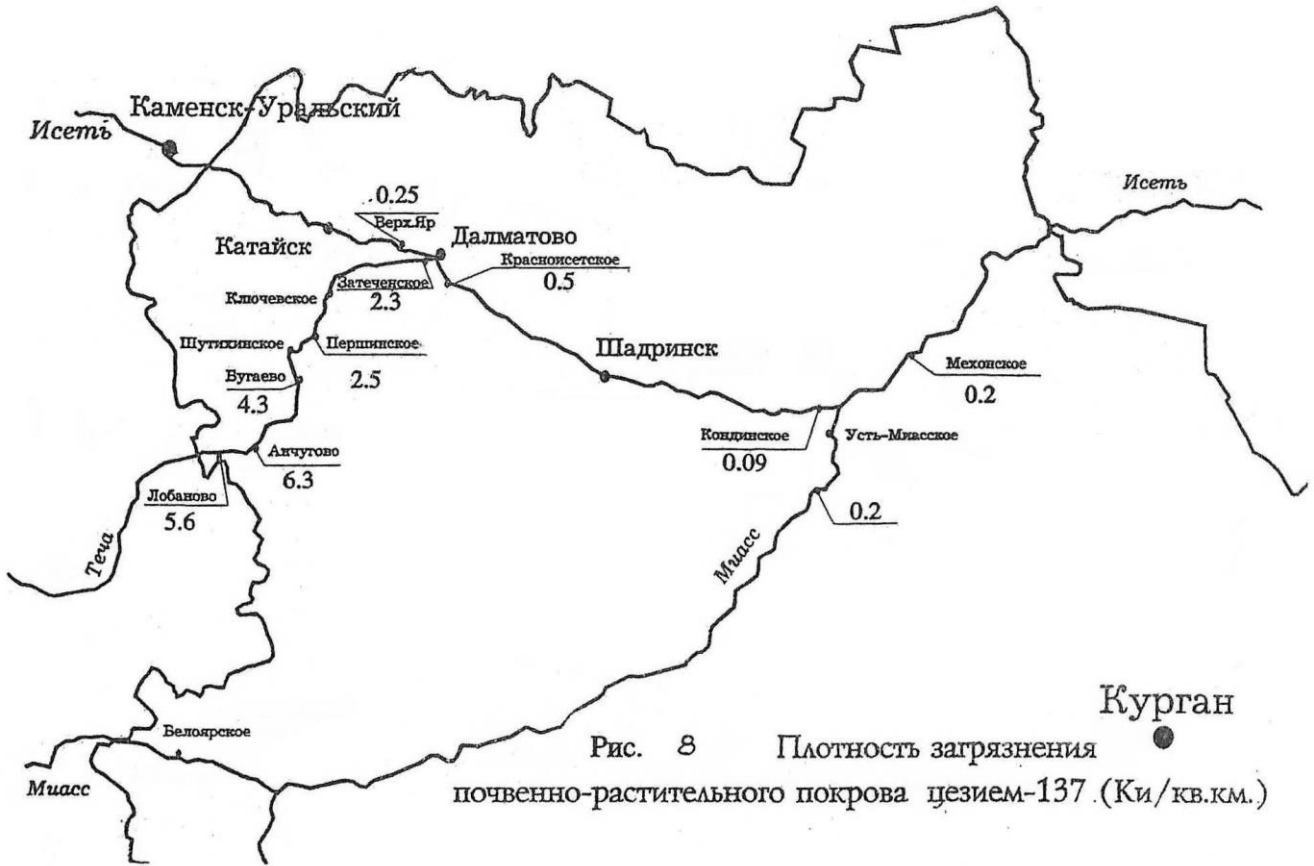 Каменск-Уральский
Исеть
Исеть
0.25
Верх.Яр
Катайск
Далматово
Красноисетское
0.5
Затеченское
2.3
Ключевское
Шутихинское
Першинское
2.5
Бугаево
4.3
Шадринск
Мехонское
0.2
Кондинское
0.09
Усть-Миасское
Анчугово
6.3
Лобаново
5.6
0.2
Теча
Миасс
Курган
Белоярское
Миасс
Рис. 8 Плотность загрязнения
почвенно-растительного покрова цезием-137 (Ки/кв.км.)